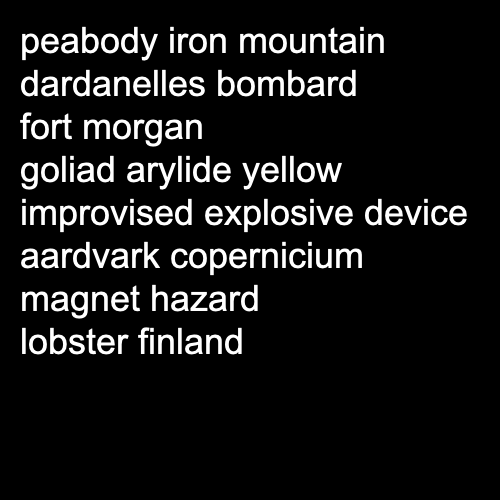 peabody iron mountain
dardanelles bombard
fort morgan
goliad arylide yellow
improvised explosive device
aardvark copernicium
magnet hazard
lobster finland